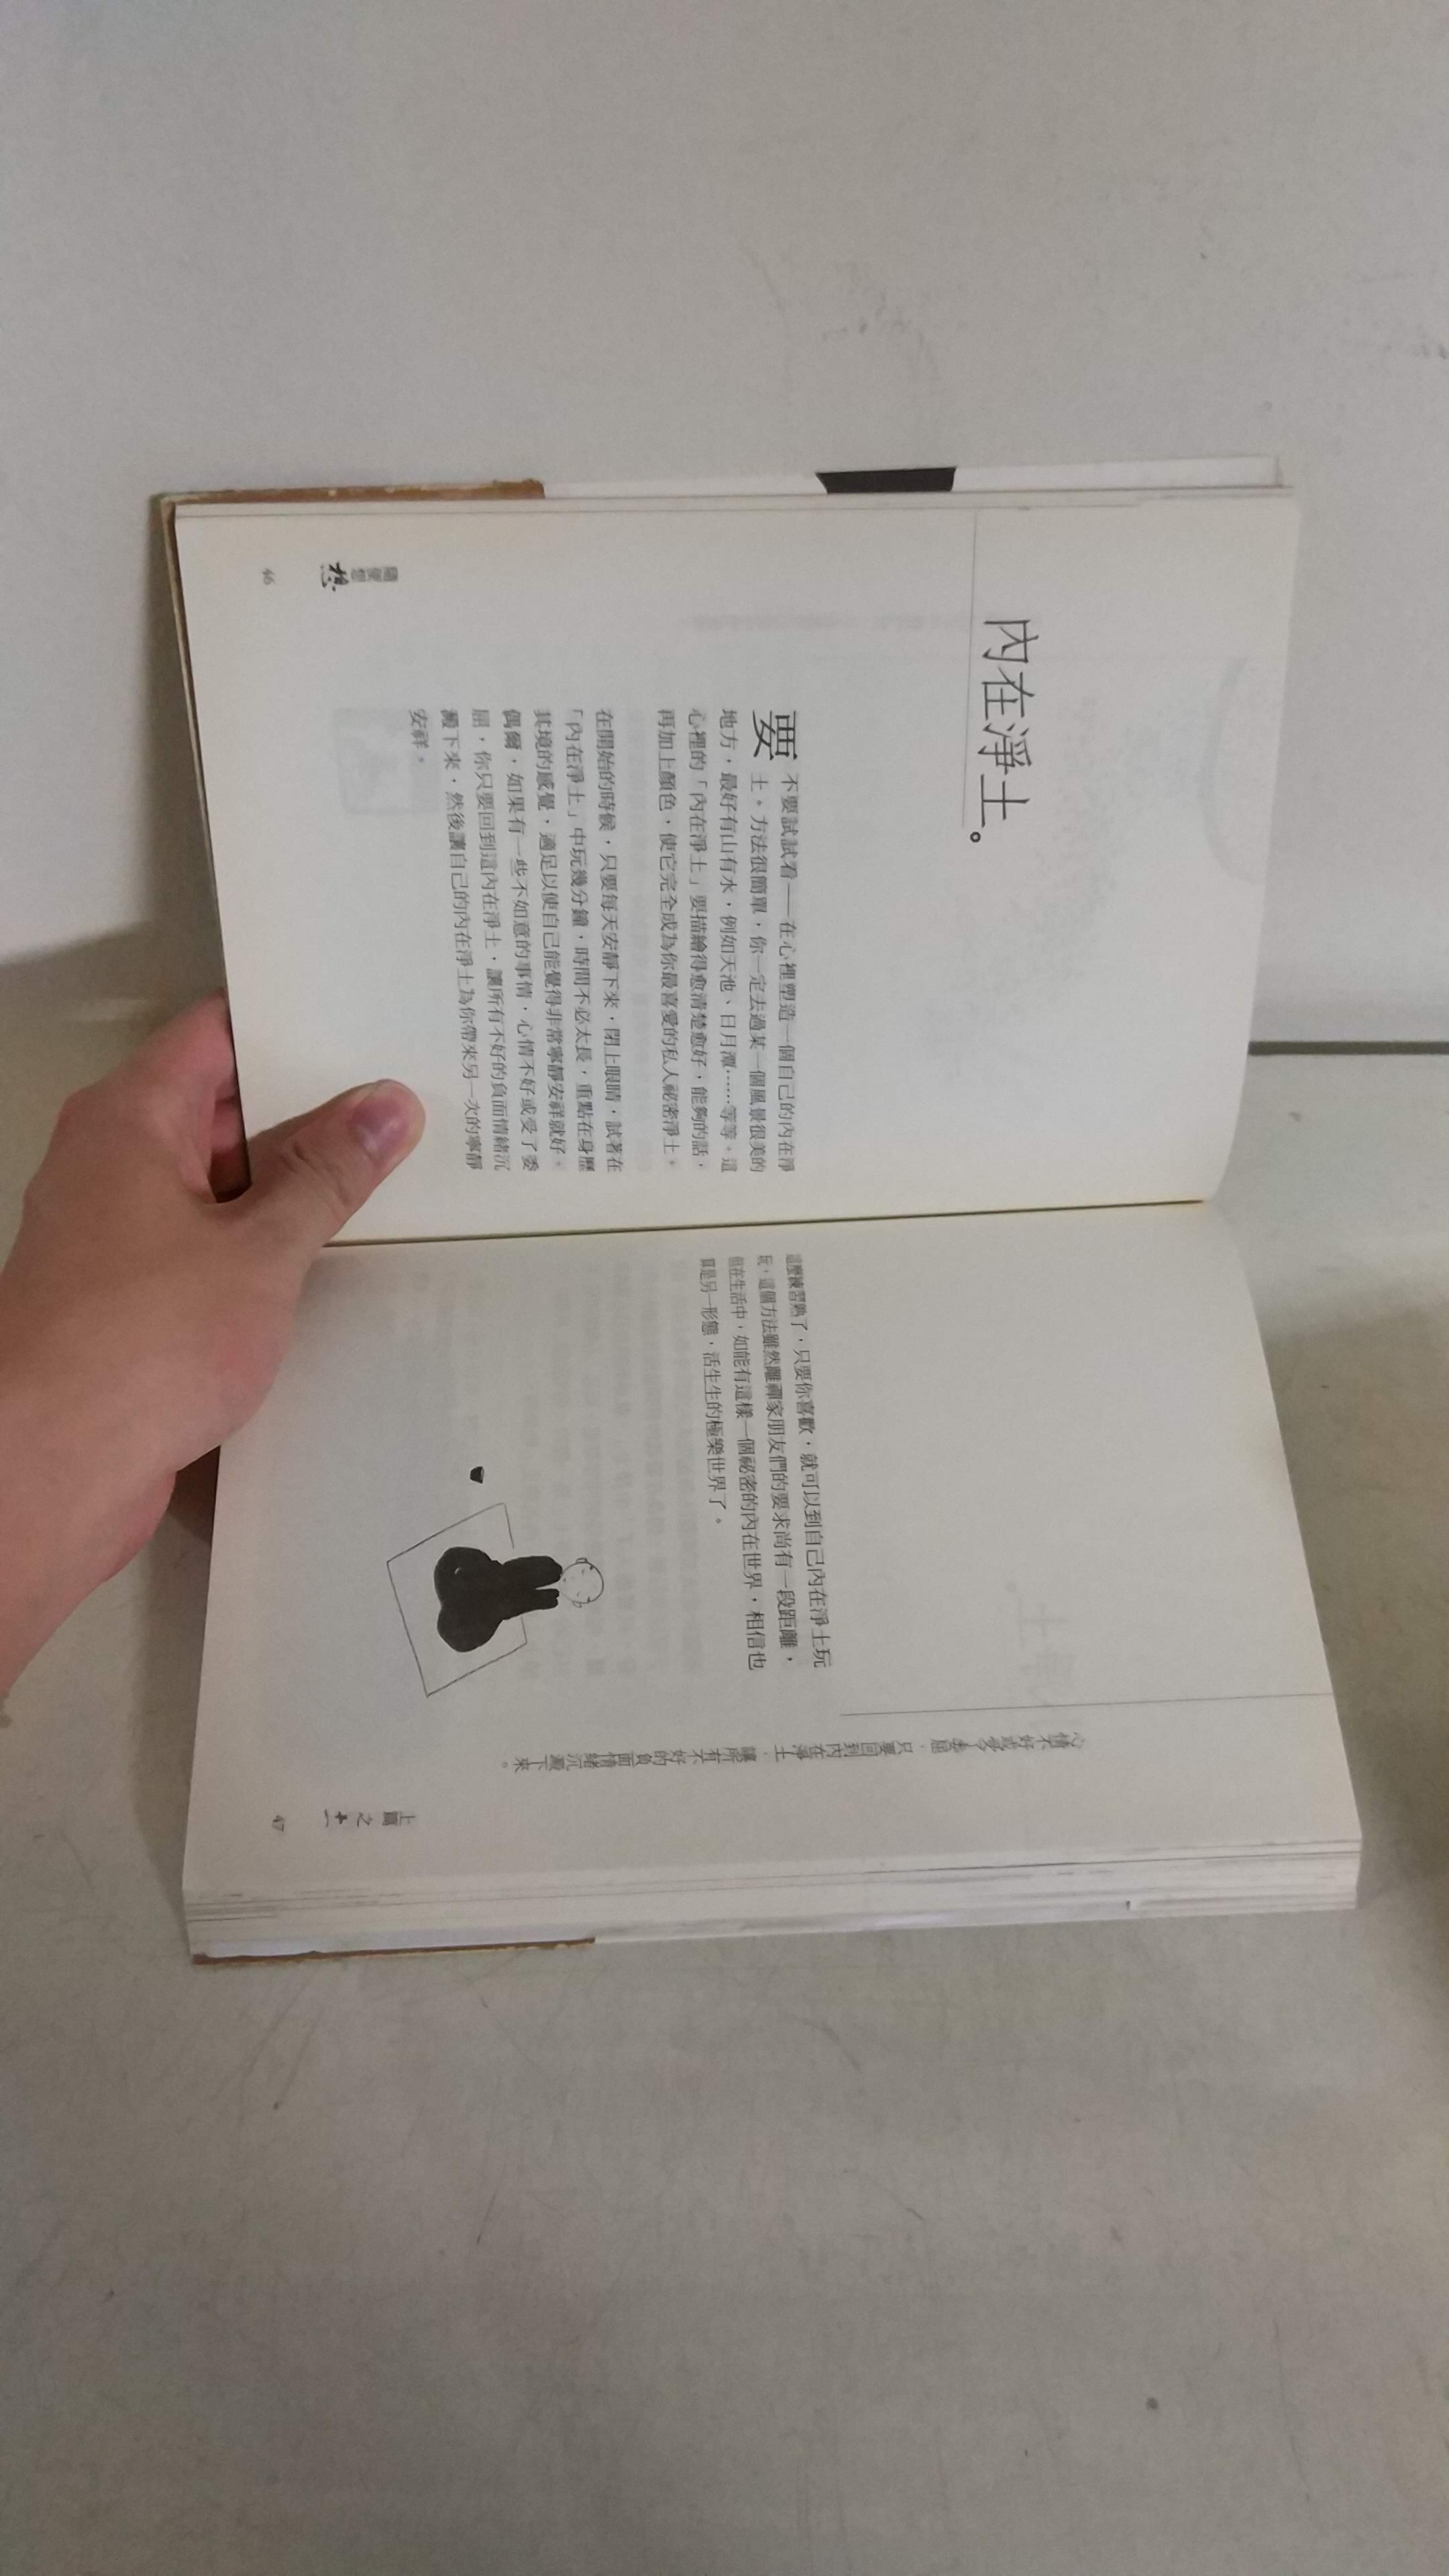 內在淨土。
要不要試試看——在心裡塑造一個自己的內在淨
土。方法很簡單，你一定去過某一個風景很美的
地方，最好有山有水，例如天池、日月潭……等等。這
心裡的「內在淨土」要描繪得愈清楚愈好，能夠的話，
再加上顏色，使它完全成為你最喜愛的私人祕密淨土。
在開始的時候，只要每天安靜下來，閉上眼睛，試著在
「內在淨土」中玩幾分鐘，時間不必太長，重點在身歷
其境的感覺，適足以使自己能覺得非常寧靜安祥就好。
偶爾，如果有一些不如意的事情，心情不好或受了委
屈，你只要回到這內在淨土，讓所有不好的負面情緒沉
澱下來，然後讓自己的內在淨土為你帶來另一次的寧靜
安祥。
隨便想想
46
這麼練習熟了，只要你喜歡，就可以到自己內在淨土玩
玩，這個方法雖然離禪家朋友們的要求尚有一段距離，
但在生活中，如能有這樣一個祕密的內在世界，相信也
算是另一形態，活生生的極樂世界了。
心情不好或受了委屈，只要回到內在淨土，讓所有不好的負面情緒沉澱下來。
上篇之十一
47